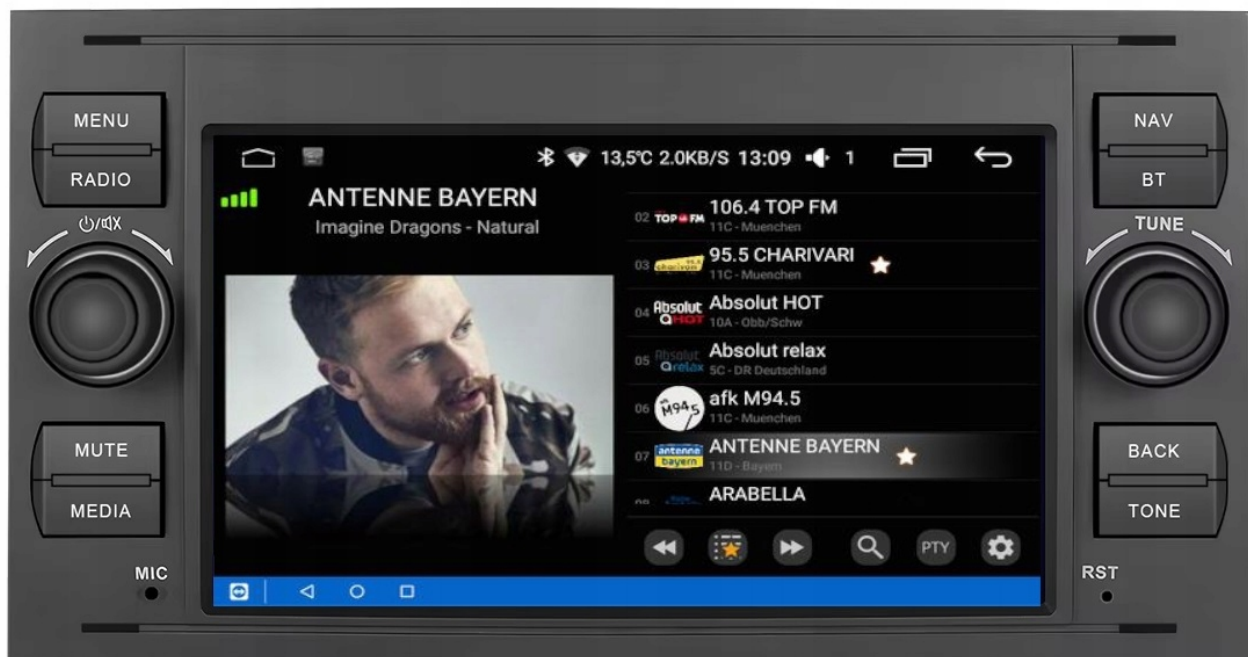 MENU
RADIO
MUTE
MEDIA
MIC
13,5℃ 2.0KB/S 13:09 1
ANTENNE BAYERN
Imagine Dragons - Natural
02 TOP FM 106.4 TOP FM
11C - Muenchen
03 charivari 95.5 CHARIVARI
11C - Muenchen
04 Absolut HOT Absolut HOT
10A - Obb/Schw
05 Absolut relax Absolut relax
5C - DR Deutschland
06 M94.5 afk M94.5
11C - Muenchen
07 antenne bayern ANTENNE BAYERN
11D - Bayern
ARABELLA
PTY
NAV
BT
TUNE
BACK
TONE
RST